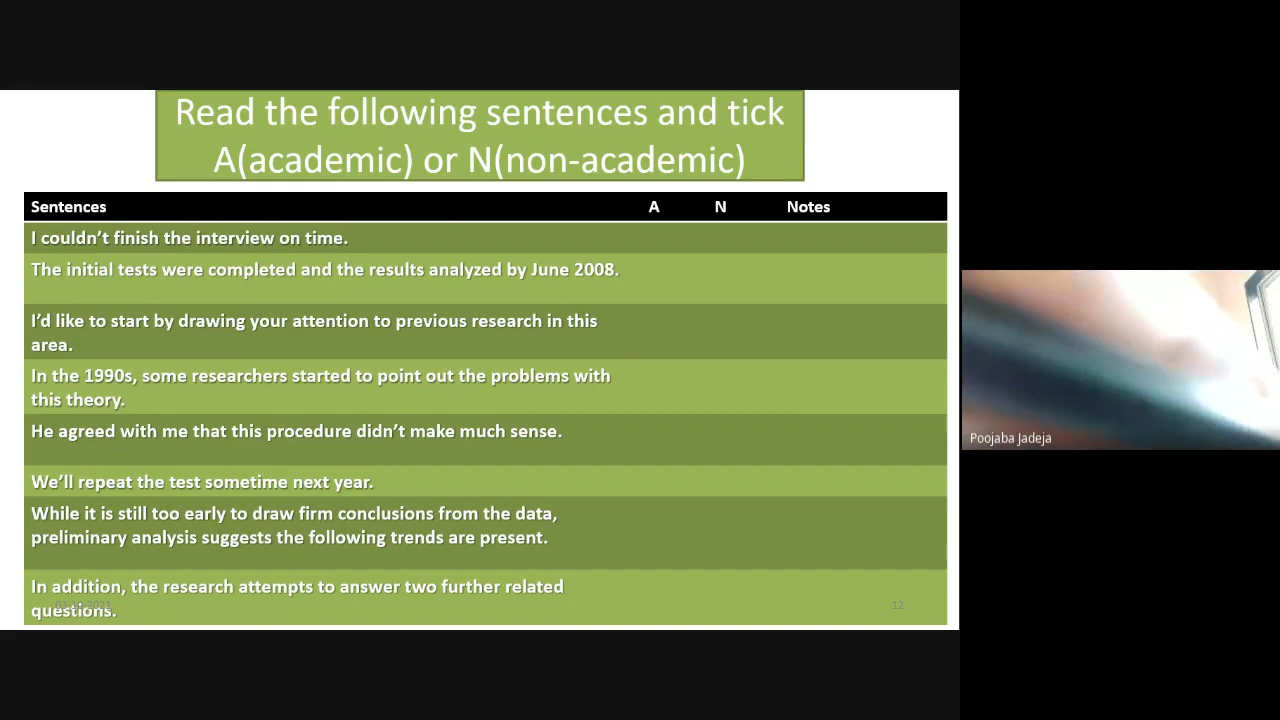 Read the following sentences and tick
A(academic) or N(non-academic)
Sentences A N Notes
I couldn’t finish the interview on time.
The initial tests were completed and the results analyzed by June 2008.
I’d like to start by drawing your attention to previous research in this
area.
In the 1990s, some researchers started to point out the problems with
this theory.
He agreed with me that this procedure didn’t make much sense.
We’ll repeat the test sometime next year.
While it is still too early to draw firm conclusions from the data,
preliminary analysis suggests the following trends are present.
In addition, the research attempts to answer two further related
questions.
12
Poojaba Jadeja